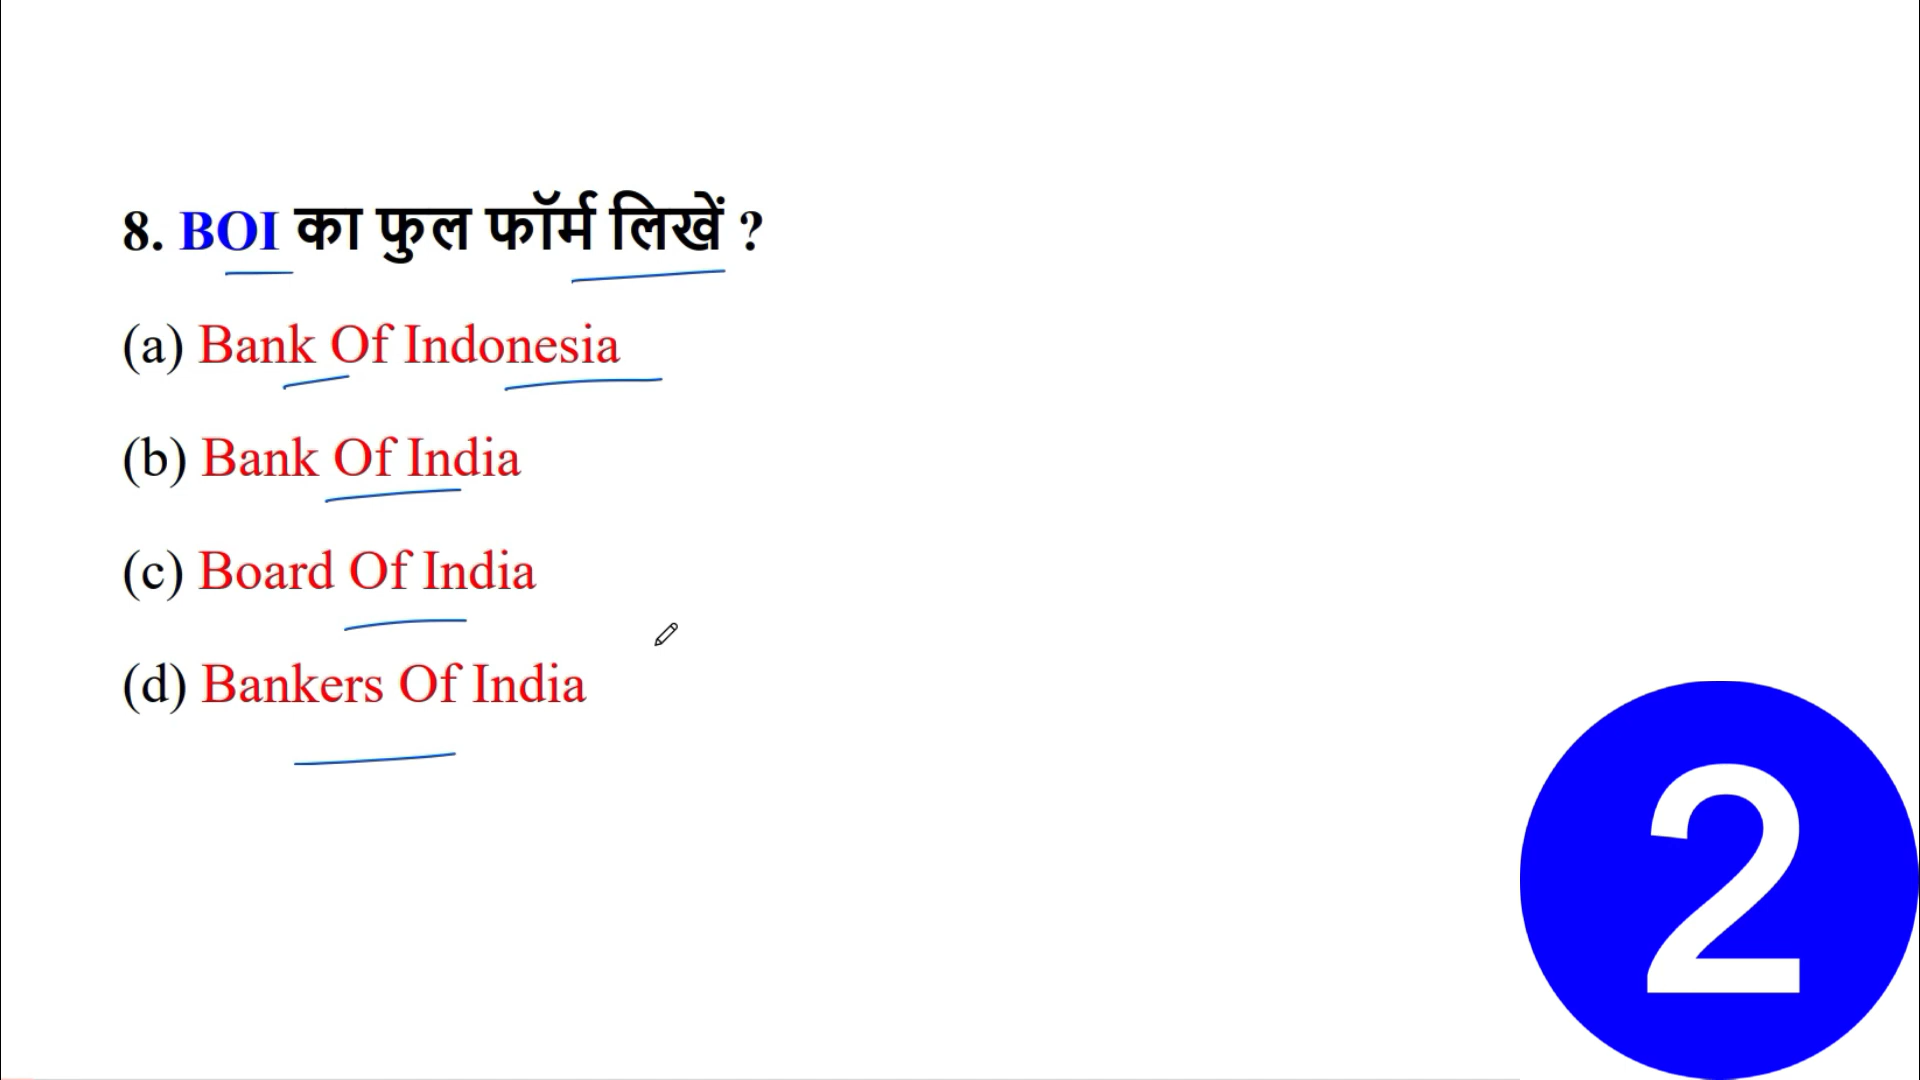 8. BOI का फुल फॉर्म लिखें ?
(a) Bank Of Indonesia
(b) Bank Of India
(c) Board Of India
(d) Bankers Of India
2